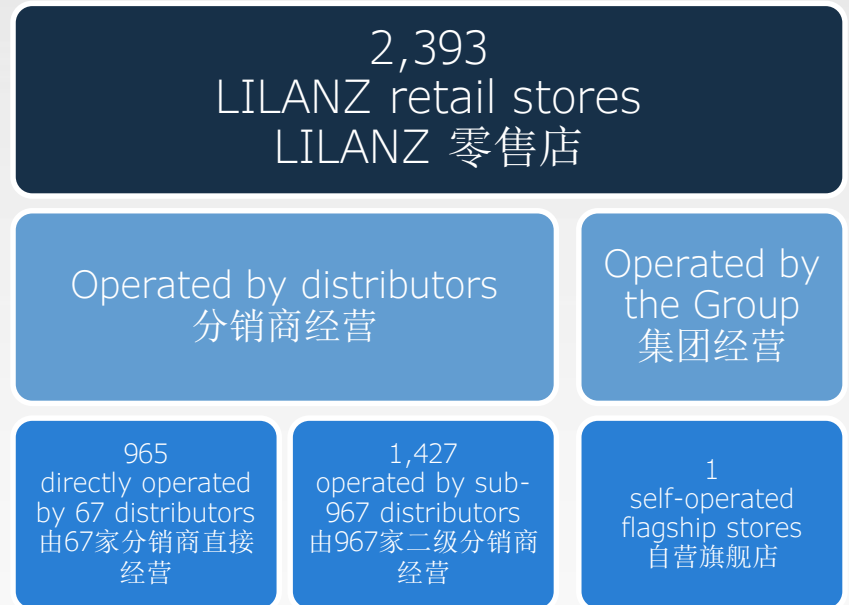 2,393
LILANZ retail stores
LILANZ 零售店
Operated by distributors
分销商经营
Operated by
the Group
集团经营
965
directly operated
by 67 distributors
由67家分销商直接
经营
1,427
operated by sub-
967 distributors
由967家二级分销商
经营
1
self-operated
flagship stores
自营旗舰店